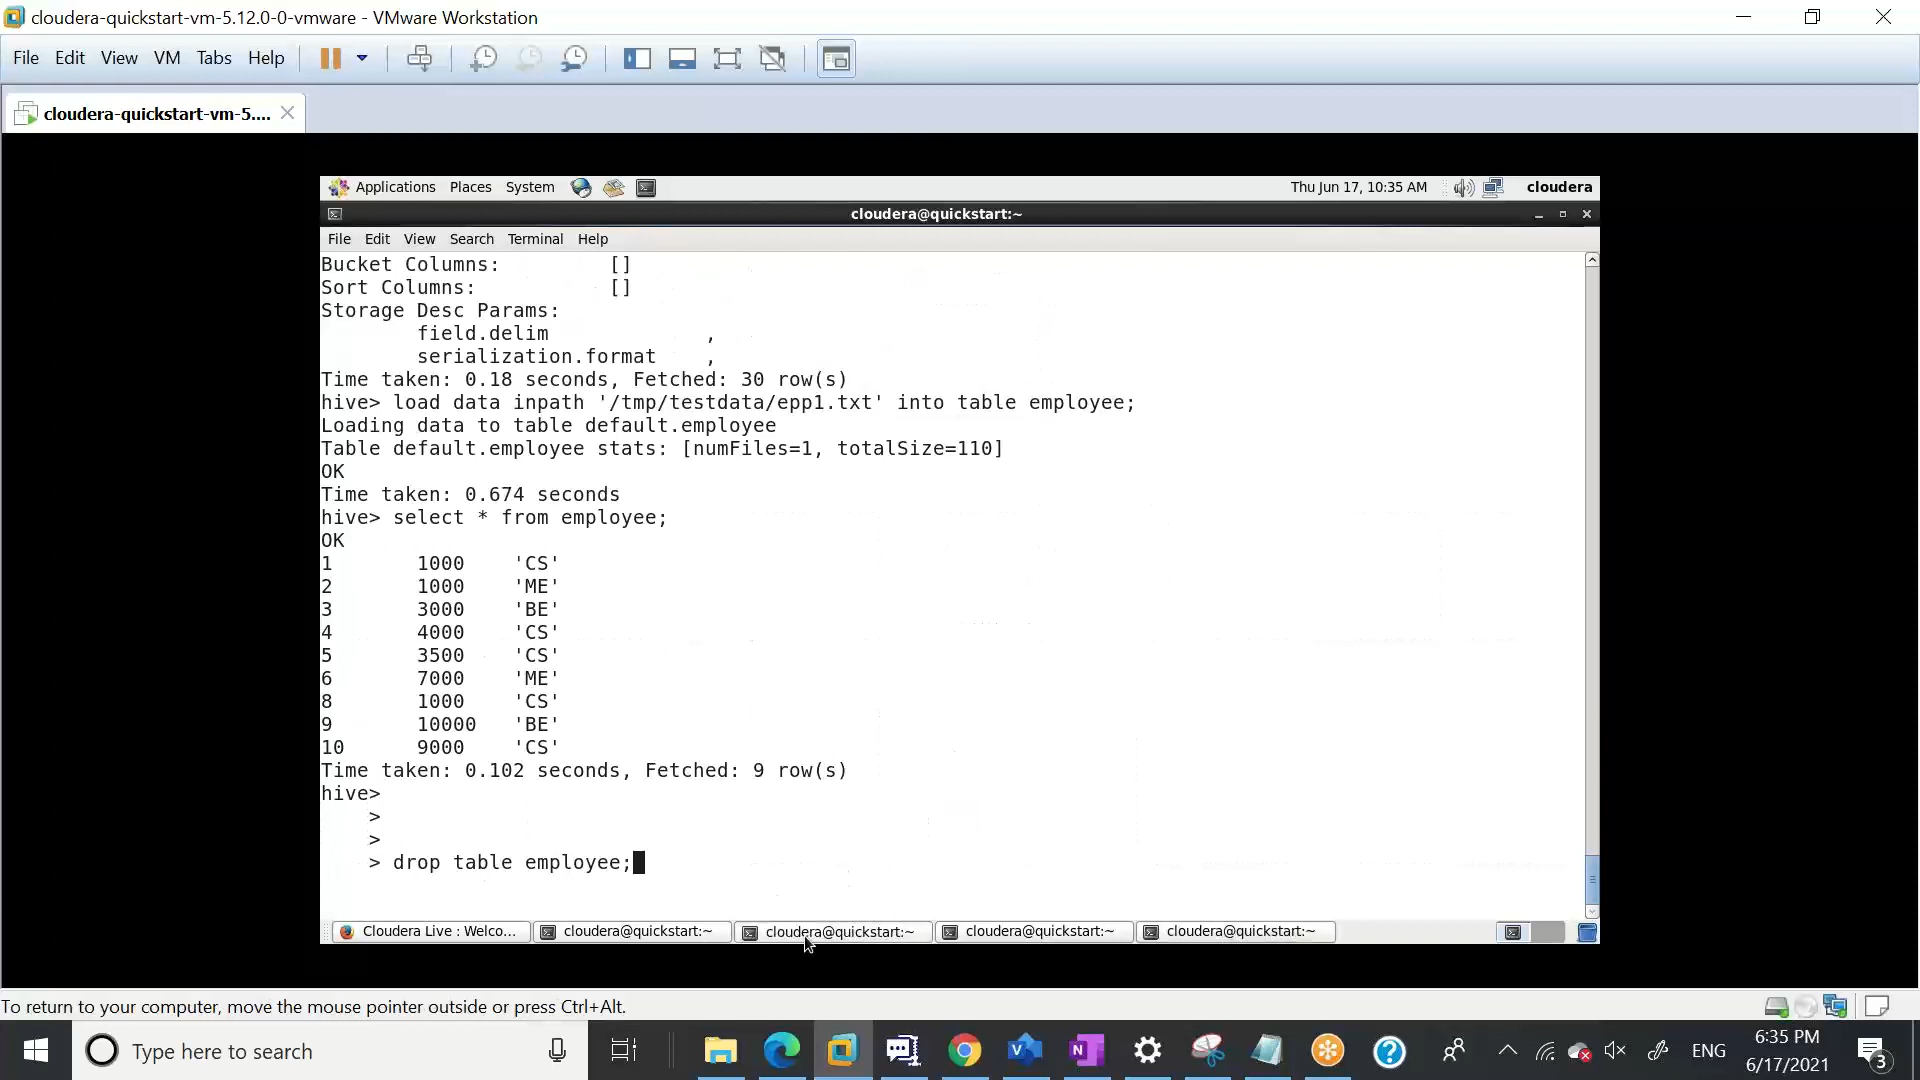 cloudera-quickstart-vm-5.12.0-0-vmware - VMware Workstation
File Edit View VM Tabs Help
cloudera-quickstart-vm-5....
Applications Places System Thu Jun 17, 10:35 AM cloudera
cloudera@quickstart:~
File Edit View Search Terminal Help
Bucket Columns: []
Sort Columns: []
Storage Desc Params:
field.delim ,
serialization.format ,
Time taken: 0.18 seconds, Fetched: 30 row(s)
hive> load data inpath '/tmp/testdata/epp1.txt' into table employee;
Loading data to table default.employee
Table default.employee stats: [numFiles=1, totalSize=110]
OK
Time taken: 0.674 seconds
hive> select * from employee;
OK
1 1000 'CS'
2 1000 'ME'
3 3000 'BE'
4 4000 'CS'
5 3500 'CS'
6 7000 'ME'
8 1000 'CS'
9 10000 'BE'
10 9000 'CS'
Time taken: 0.102 seconds, Fetched: 9 row(s)
hive>
>
>
> drop table employee;
Cloudera Live : Welco... cloudera@quickstart:~ cloudera@quickstart:~ cloudera@quickstart:~ cloudera@quickstart:~
To return to your computer, move the mouse pointer outside or press Ctrl+Alt.
Type here to search ENG 6:35 PM
6/17/2021 3